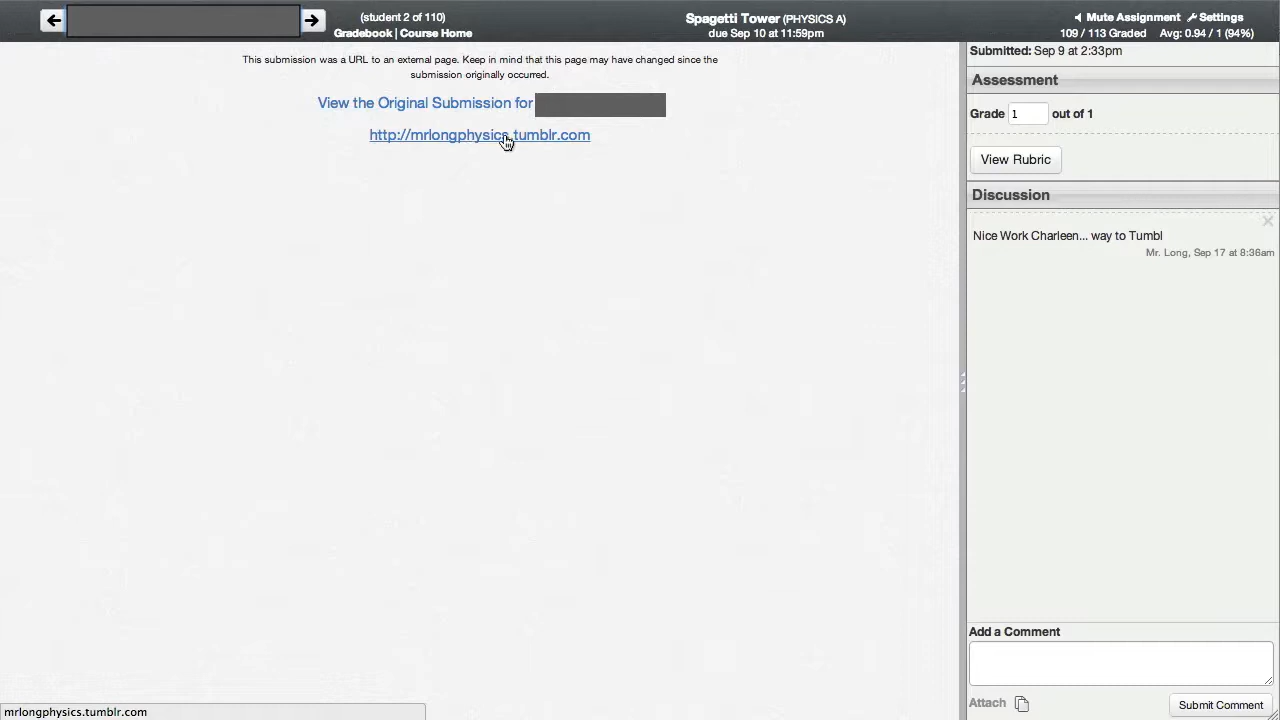 (student 2 of 110)
Gradebook | Course Home
Spagetti Tower (PHYSICS A)
due Sep 10 at 11:59pm
Mute Assignment Settings
109 / 113 Graded Avg: 0.94 / 1 (94%)
This submission was a URL to an external page. Keep in mind that this page may have changed since the
submission originally occurred.
View the Original Submission for
http://mrlongphysics.tumblr.com
Submitted: Sep 9 at 2:33pm
Assessment
Grade 1 out of 1
View Rubric
Discussion
Nice Work Charleen... way to Tumbl
Mr. Long, Sep 17 at 8:36am
Add a Comment
Attach
Submit Comment
mrlongphysics.tumblr.com